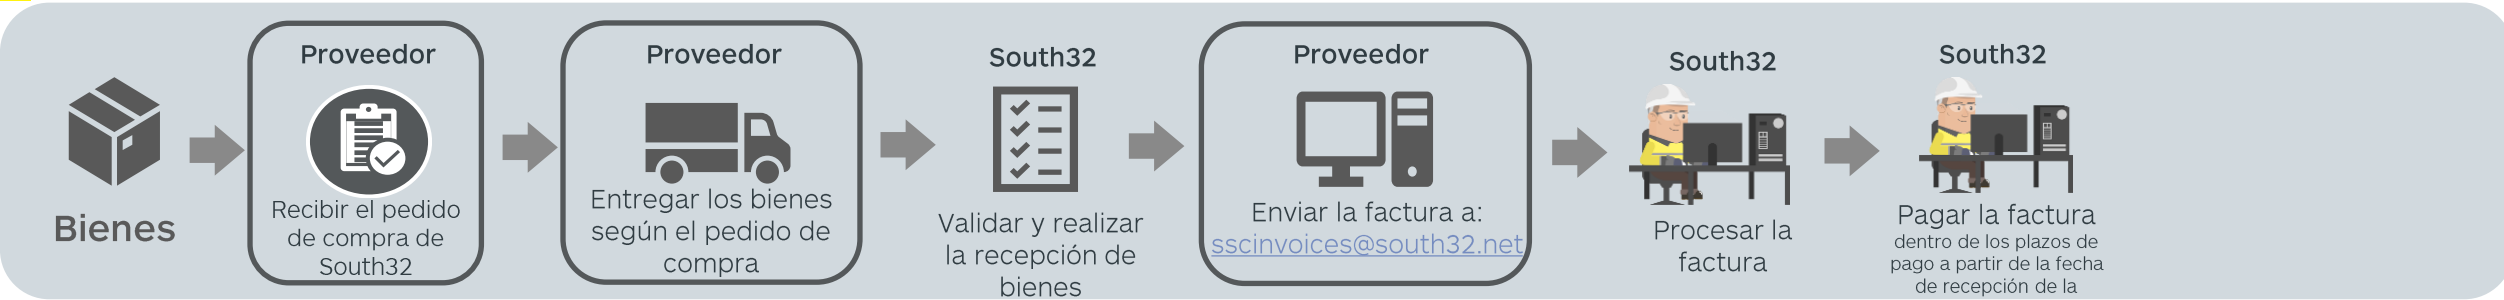 Bienes
Proveedor
Recibir el pedido
de compra de
South32
Proveedor
Entregar los bienes
según el pedido de
compra
South32
Validar y realizar
la recepción de
bienes
Proveedor
Enviar la factura a:
sscinvoices@south32.net
South32
Procesar la
factura
South32
Pagar la factura
dentro de los plazos de
pago a partir de la fecha
de recepción de la